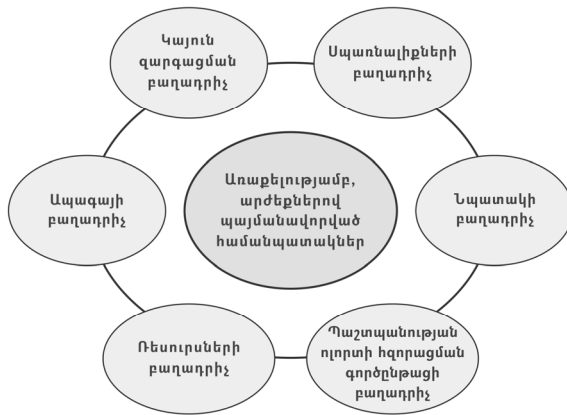 Կայուն
զարգացման
բաղադրիչ
Սպառնալիքների
բաղադրիչ
Ապագայի
բաղադրիչ
Առաքելությամբ,
արժեքներով
պայմանավորված
համանպատակներ
Նպատակի
բաղադրիչ
Ռեսուրսների
բաղադրիչ
Պաշտպանության
ոլորտի հզորացման
գործընթացի
բաղադրիչ